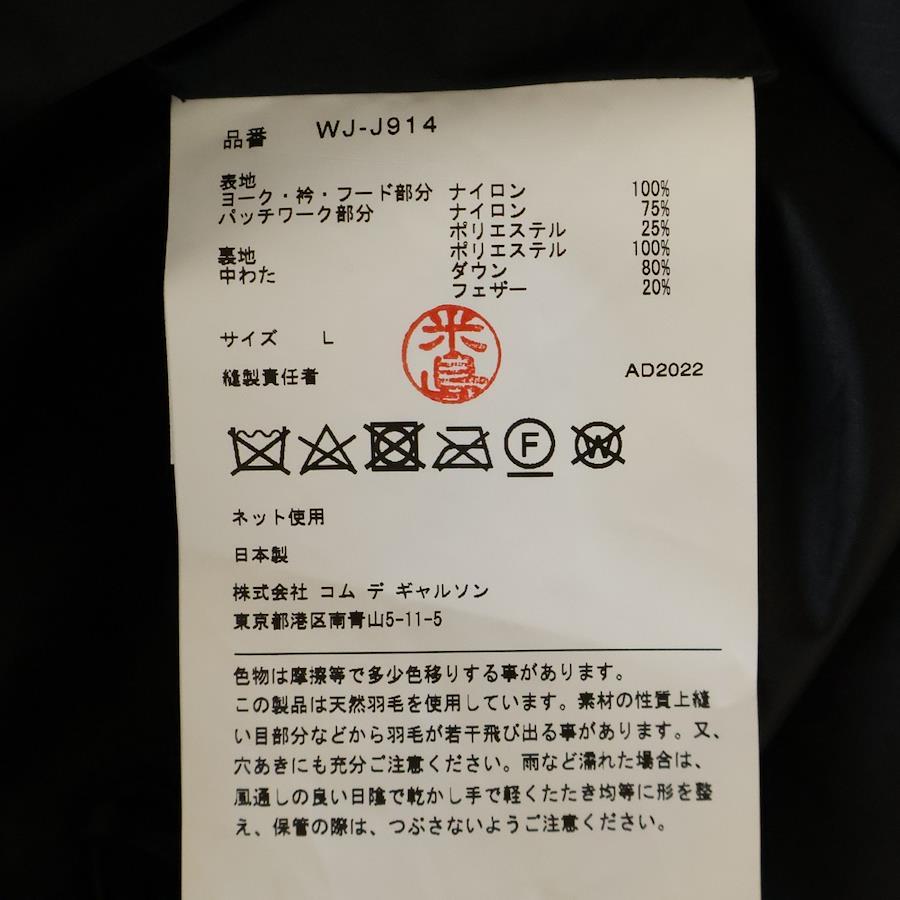 品番 WJ-J914
表地
ヨーク・衿・フード部分 ナイロン 100%
パッチワーク部分 ナイロン 75%
ポリエステル 25%
裏地 ポリエステル 100%
中わた ダウン 80%
フェザー 20%
サイズ L
縫製責任者 米島 AD2022
F W
ネット使用
日本製
株式会社 コム デ ギャルソン
東京都港区南青山5-11-5
色物は摩擦等で多少色移りする事があります。
この製品は天然羽毛を使用しています。素材の性質上縫
い目部分などから羽毛が若干飛び出る事があります。又、
穴あきにも充分ご注意ください。雨など濡れた場合は、
風通しの良い日陰で乾かし手で軽くたたき均等に形を整
え、保管の際は、つぶさないようご注意ください。